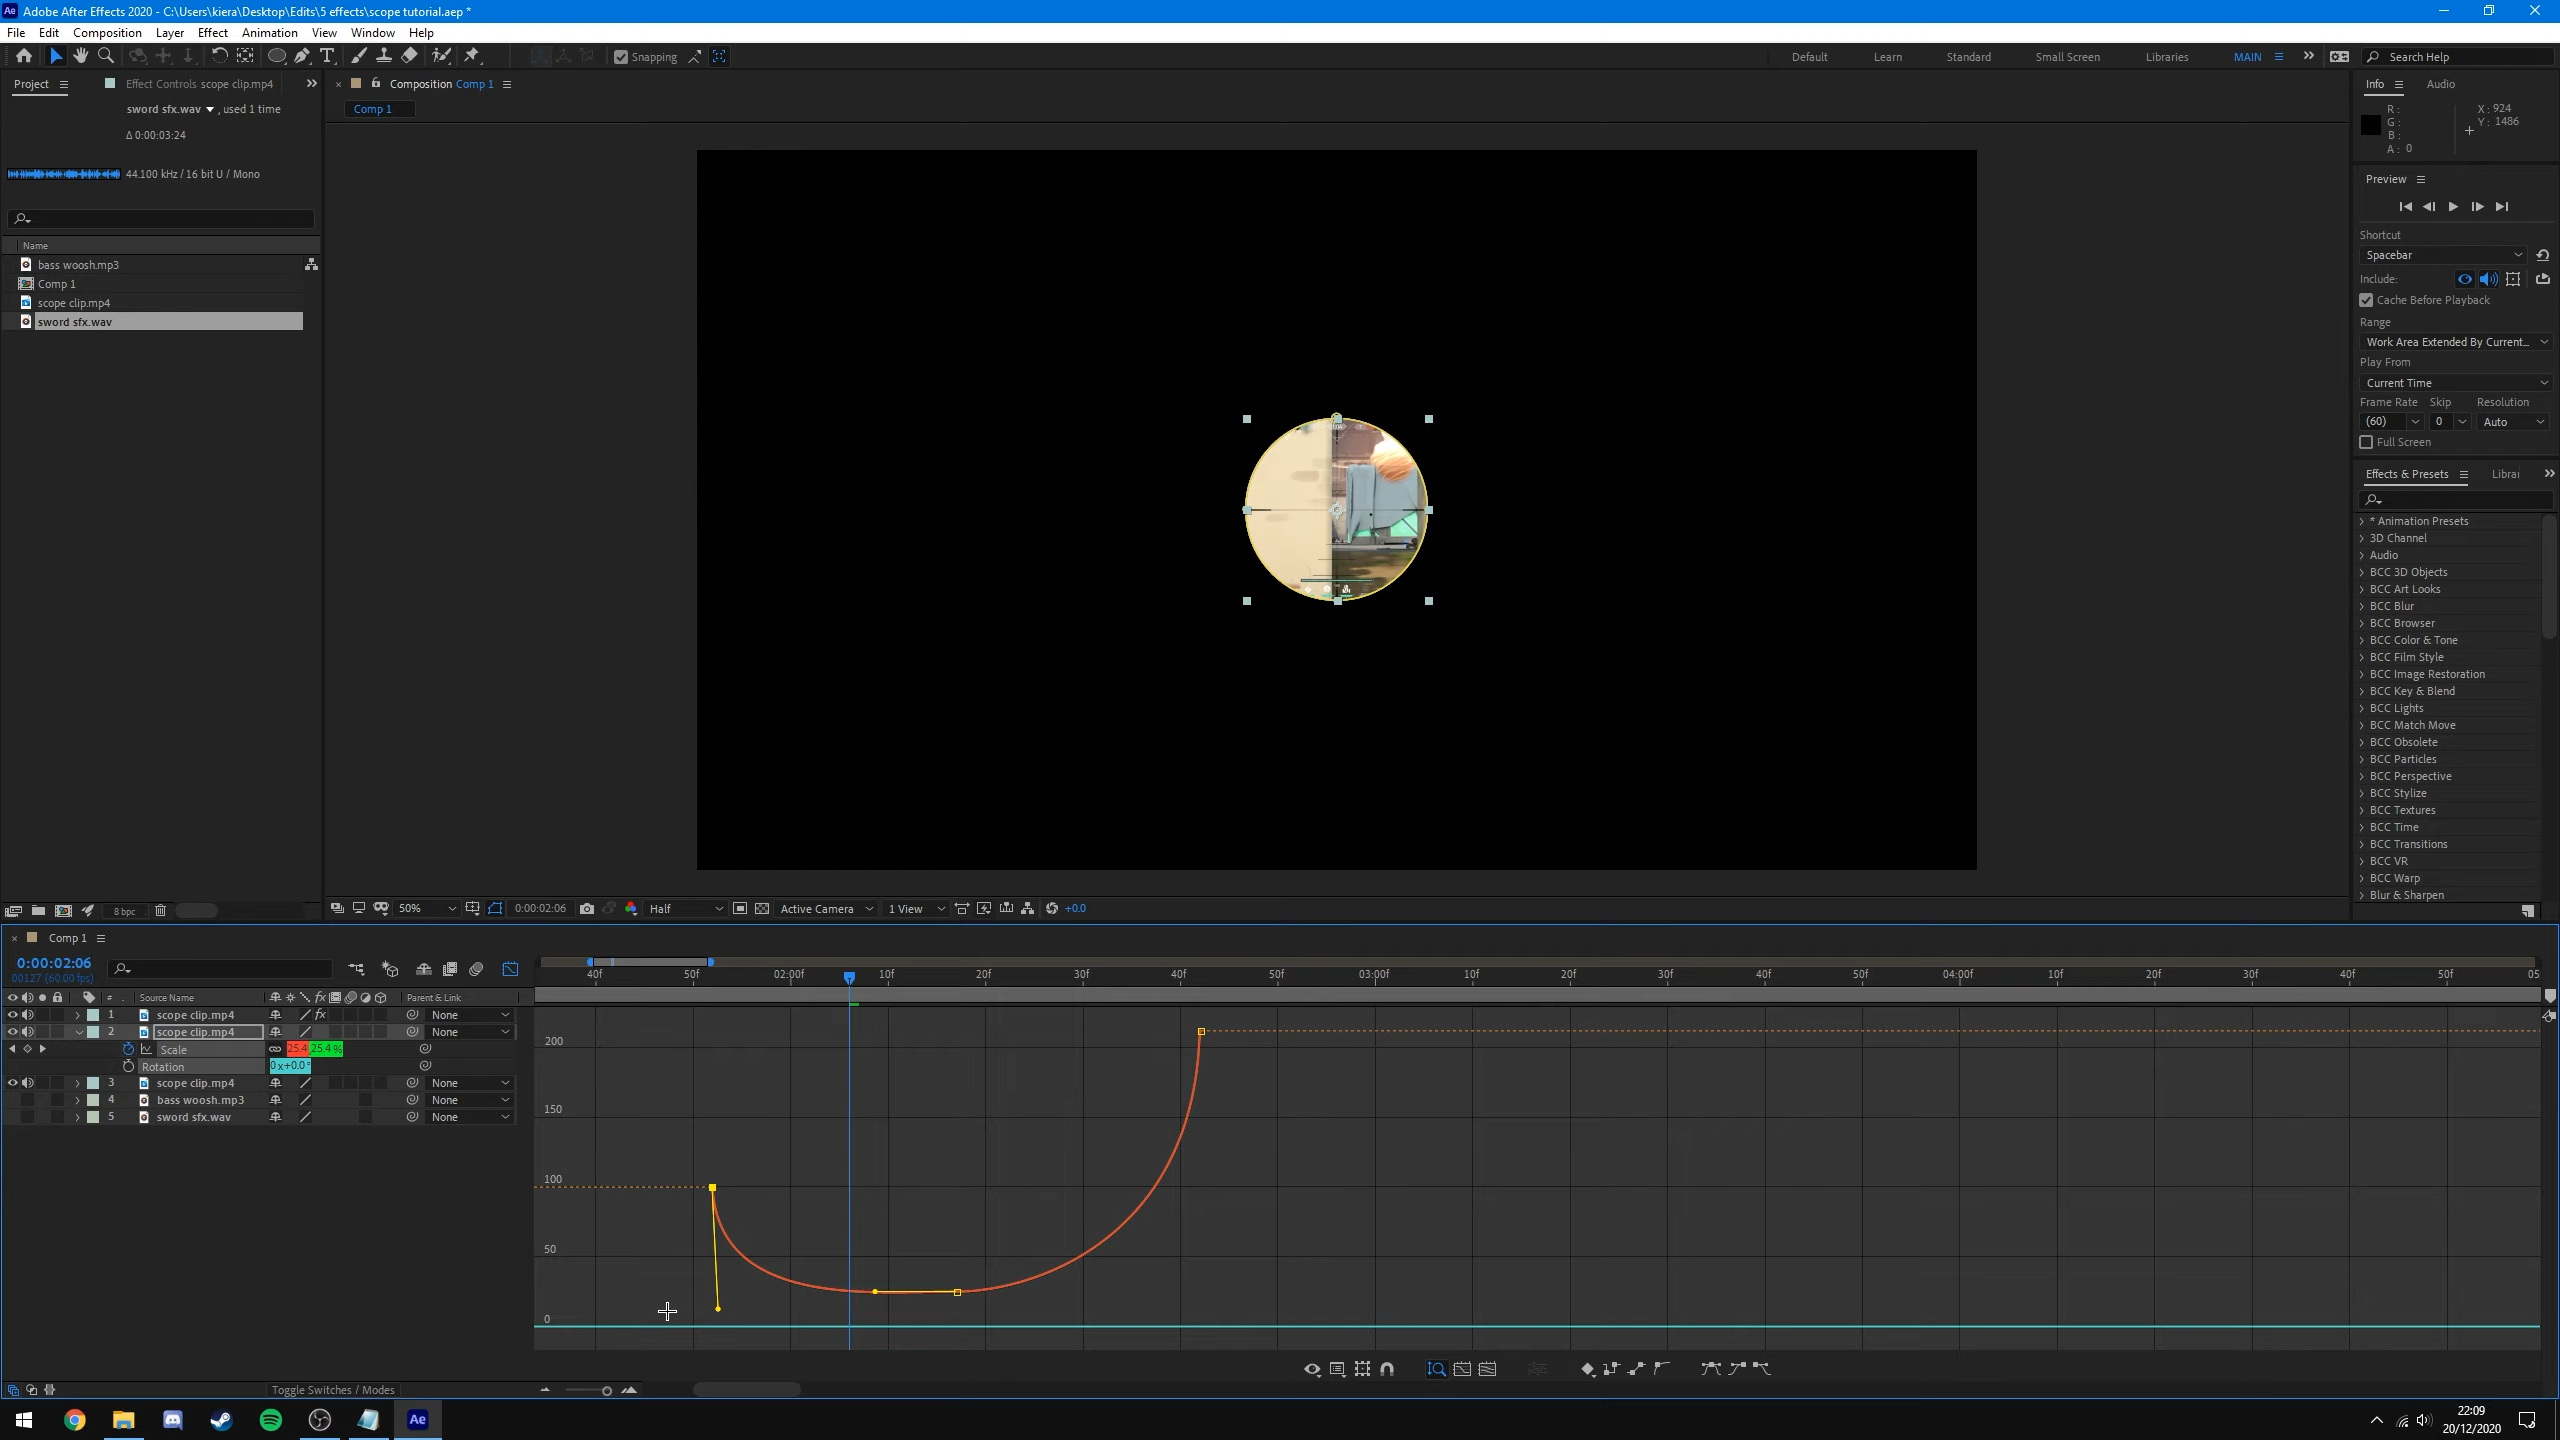 Adobe After Effects 2020 - C:\Users\kiera\Desktop\Edits\5 effects\scope tutorial.aep *
File Edit Composition Layer Effect Animation View Window Help
Snapping
Default Learn Standard Small Screen Libraries MAIN Search Help
Project Effect Controls scope clip.mp4
Composition Comp 1
Info Audio
sword sfx.wav , used 1 time
Comp 1
R : X : 924
G : Y : 1486
B :
A : 0
Δ 0:00:03:24
44.100 kHz / 16 bit U / Mono
Preview
Shortcut
Spacebar
Include:
Cache Before Playback
Range
Work Area Extended By Current...
Play From
Current Time
Frame Rate Skip Resolution
(60) 0 Auto
Full Screen
Name
bass woosh.mp3
Comp 1
scope clip.mp4
sword sfx.wav
Effects & Presets Librar
* Animation Presets
3D Channel
Audio
BCC 3D Objects
BCC Art Looks
BCC Blur
BCC Browser
BCC Color & Tone
BCC Film Style
BCC Image Restoration
BCC Key & Blend
BCC Lights
BCC Match Move
BCC Obsolete
BCC Particles
BCC Perspective
BCC Stylize
BCC Textures
BCC Time
BCC Transitions
BCC VR
BCC Warp
Blur & Sharpen
8 bpc
50% 0:00:02:06 Half Active Camera 1 View +0.0
Comp 1
0:00:02:06
00127 (60.00 fps)
40f 50f 02:00f 10f 20f 30f 40f 50f 03:00f 10f 20f 30f 40f 50f 04:00f 10f 20f 30f 40f 50f 05
# . Source Name fx Parent & Link
1 scope clip.mp4 fx None
2 scope clip.mp4 None
Scale 25.4,25.4 %
Rotation 0 x+0.0 °
3 scope clip.mp4 None
4 bass woosh.mp3 None
5 sword sfx.wav None
200
150
100
50
0
Toggle Switches / Modes
Ae
22:09
20/12/2020